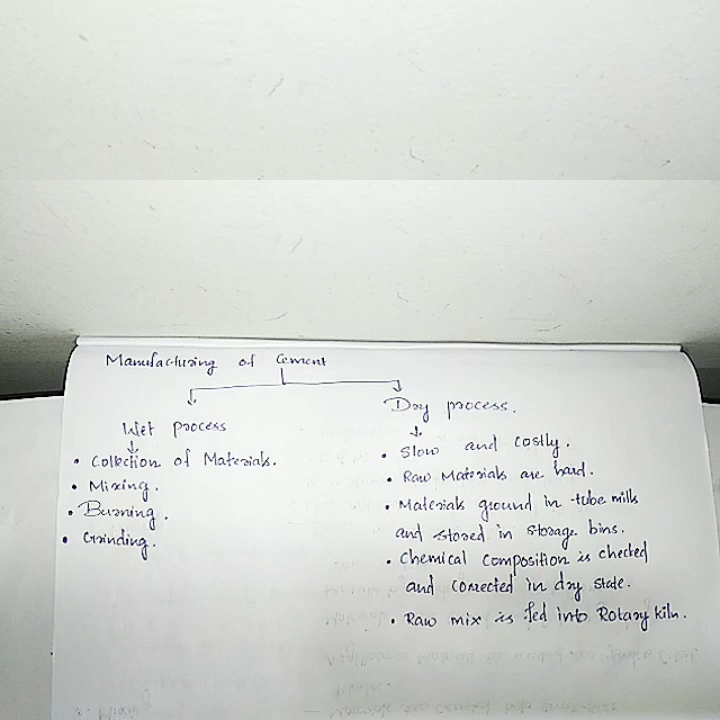 Manufacturing of Cement
Wet process
• Collection of Materials.
• Mixing.
• Burning.
• Grinding.
Dry process.
• Slow and costly.
• Raw Materials are hard.
• Materials ground in tube mills
and stored in storage bins.
• Chemical composition is checked
and corrected in dry state.
• Raw mix is fed into Rotary kiln.